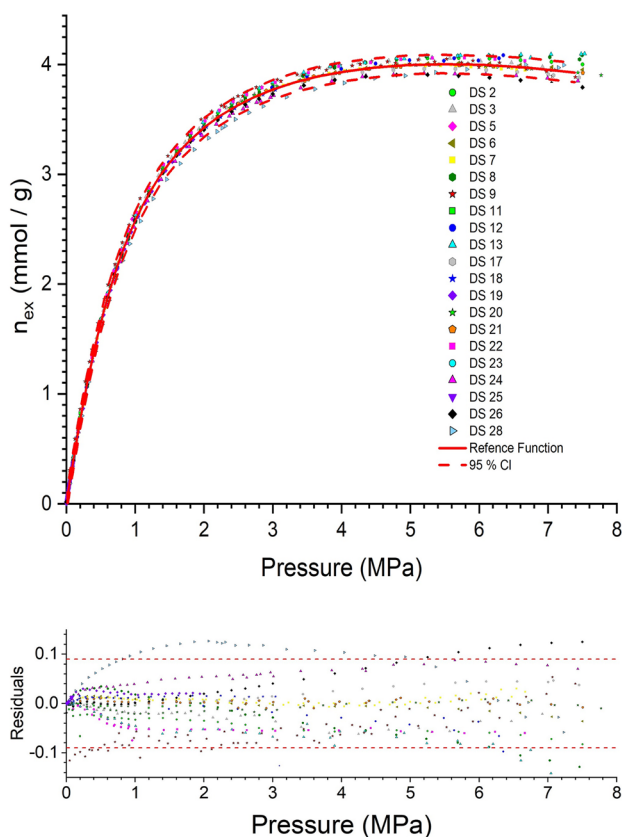 4
3
2
1
0
n_ex (mmol / g)
DS 2
DS 3
DS 5
DS 6
DS 7
DS 8
DS 9
DS 11
DS 12
DS 13
DS 17
DS 18
DS 19
DS 20
DS 21
DS 22
DS 23
DS 24
DS 25
DS 26
DS 28
Refence Function
95 % CI
0 1 2 3 4 5 6 7 8
Pressure (MPa)
0.1
0.0
-0.1
Residuals
0 1 2 3 4 5 6 7 8
Pressure (MPa)